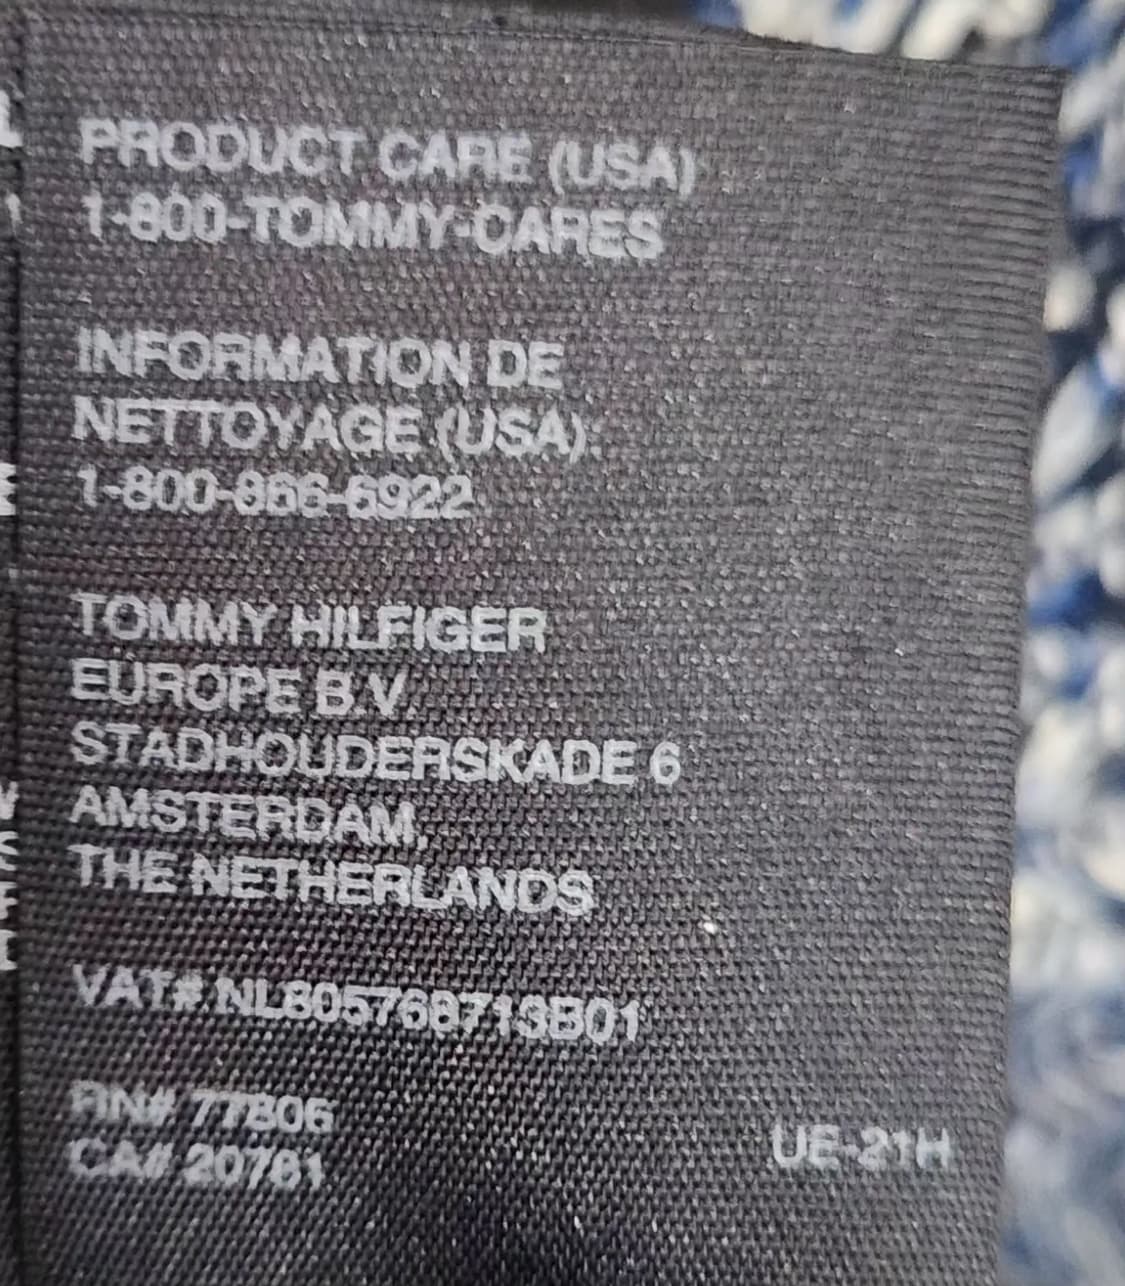 PRODUCT CARE (USA)
1-800-TOMMY-CARES
INFORMATION DE
NETTOYAGE (USA):
1-800-866-6922
TOMMY HILFIGER
EUROPE B.V.
STADHOUDERSKADE 6
AMSTERDAM,
THE NETHERLANDS
VAT# NL805768713B01
RN# 77806
CA# 20761
UE-21H